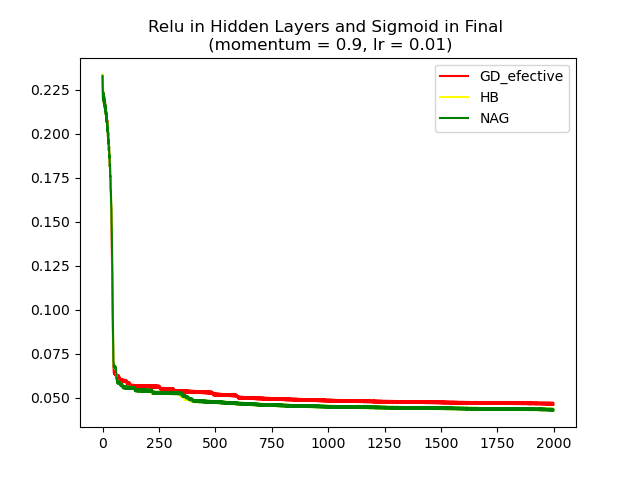 Relu in Hidden Layers and Sigmoid in Final
(momentum = 0.9, lr = 0.01)
GD_efective
HB
NAG
0.225
0.200
0.175
0.150
0.125
0.100
0.075
0.050
0 250 500 750 1000 1250 1500 1750 2000